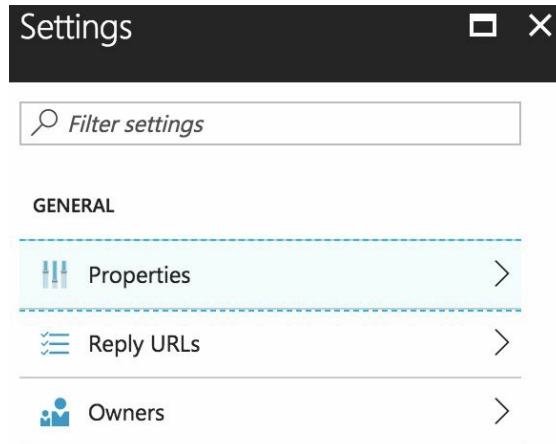 Settings
Filter settings
GENERAL
Properties
Reply URLs
Owners